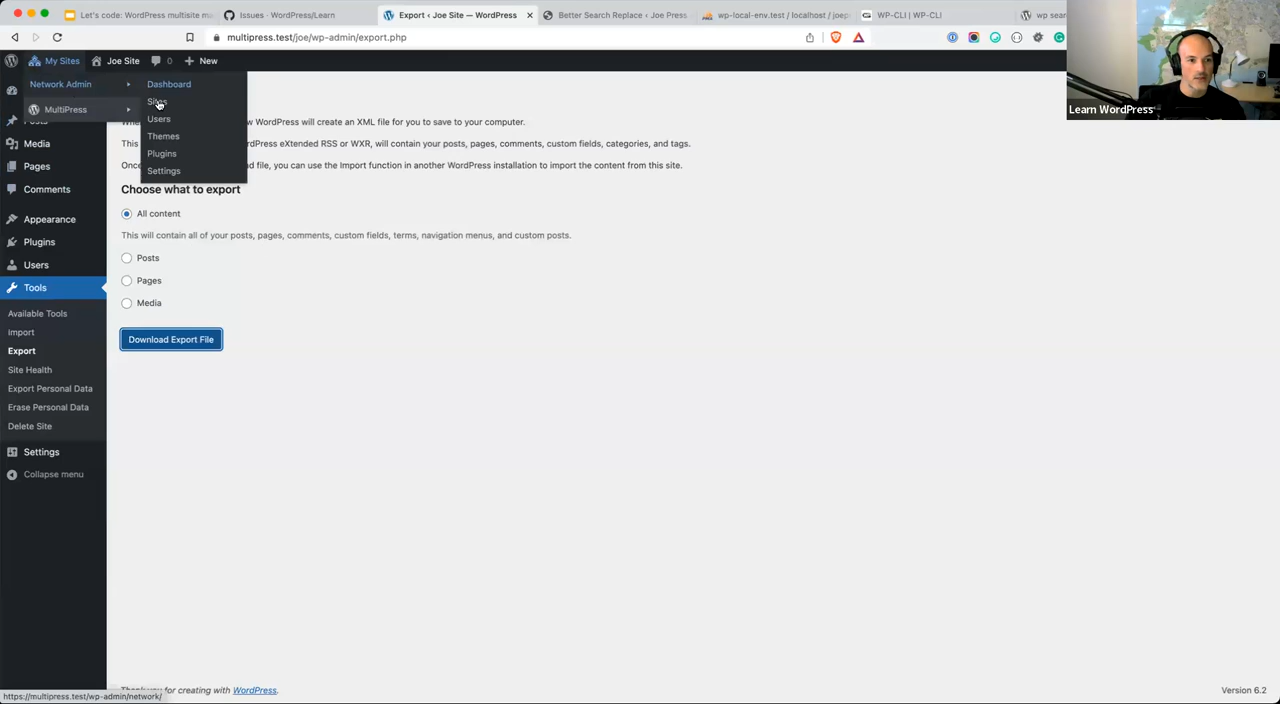 Let's code: WordPress multisite mi
Issues · WordPress/Learn
Export ‹ Joe Site — WordPress
Better Search Replace ‹ Joe Press
wp-local-env.test / localhost / joep
WP-CLI | WP-CLI
wp sear
multipress.test/joe/wp-admin/export.php
My Sites
Joe Site
0
New
Network Admin
Dashboard
MultiPress
Sites
Users
Themes
Plugins
Settings
Posts
Media
Pages
Comments
Appearance
Plugins
Users
Tools
Available Tools
Import
Export
Site Health
Export Personal Data
Erase Personal Data
Delete Site
Settings
Collapse menu
w WordPress will create an XML file for you to save to your computer.
This
rdPress eXtended RSS or WXR, will contain your posts, pages, comments, custom fields, categories, and tags.
Onc
d file, you can use the Import function in another WordPress installation to import the content from this site.
Choose what to export
All content
This will contain all of your posts, pages, comments, custom fields, terms, navigation menus, and custom posts.
Posts
Pages
Media
Download Export File
Thank you for creating with WordPress.
Version 6.2
https://multipress.test/wp-admin/network/
Learn WordPress